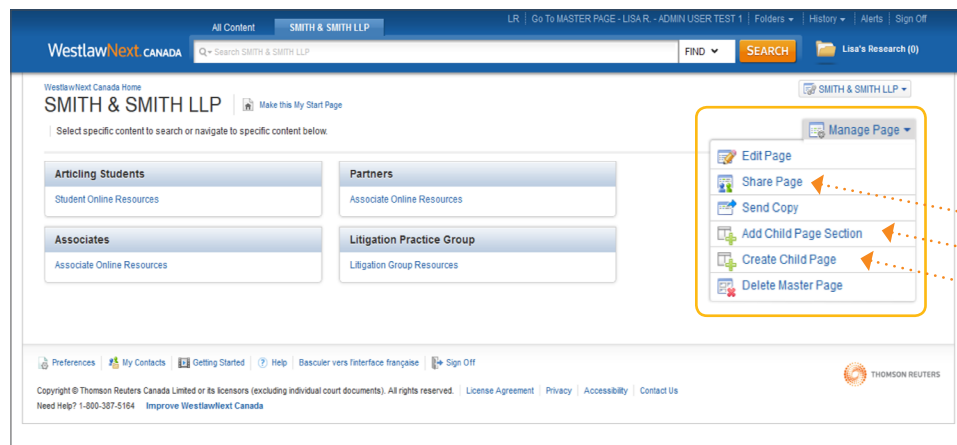 LR | Go To MASTER PAGE - LISA R. - ADMIN USER TEST 1 | Folders | History | Alerts | Sign Off
All Content SMITH & SMITH LLP
WestlawNext. CANADA Search SMITH & SMITH LLP FIND SEARCH Lisa's Research (0)
WestlawNext Canada Home
SMITH & SMITH LLP Make this My Start Page
SMITH & SMITH LLP
Select specific content to search or navigate to specific content below.
Manage Page
Edit Page
Share Page
Send Copy
Add Child Page Section
Create Child Page
Delete Master Page
Articling Students
Student Online Resources
Partners
Associate Online Resources
Associates
Associate Online Resources
Litigation Practice Group
Litigation Group Resources
Preferences | My Contacts | Getting Started | Help | Basculer vers l'interface française | Sign Off
Copyright © Thomson Reuters Canada Limited or its licensors (excluding individual court documents). All rights reserved. | License Agreement | Privacy | Accessibility | Contact Us
Need Help? 1-800-387-5164 Improve WestlawNext Canada
THOMSON REUTERS